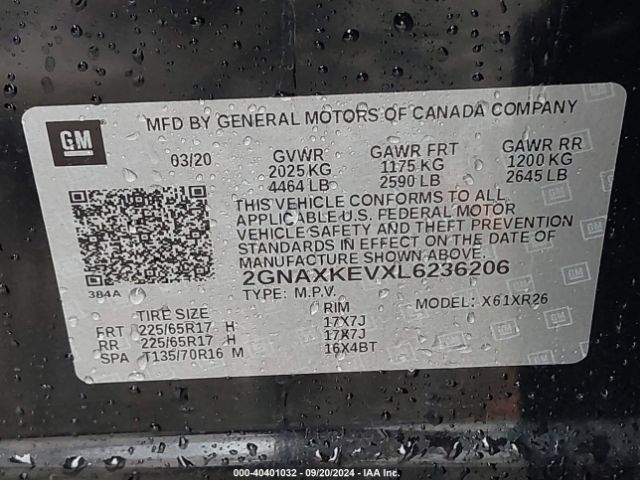 GM
MFD BY GENERAL MOTORS OF CANADA COMPANY
03/20 GVWR GAWR FRT GAWR RR
2025 KG 1175 KG 1200 KG
4464 LB 2590 LB 2645 LB
THIS VEHICLE CONFORMS TO ALL
APPLICABLE U.S. FEDERAL MOTOR
VEHICLE SAFETY AND THEFT PREVENTION
STANDARDS IN EFFECT ON THE DATE OF
MANUFACTURE SHOWN ABOVE.
2GNAXKEVXL6236206
384A TYPE: M.P.V. MODEL: X61XR26
TIRE SIZE RIM
FRT 225/65R17 H 17X7J
RR 225/65R17 H 17X7J
SPA T135/70R16 M 16X4BT
000-40401032 - 09/20/2024 - IAA Inc.